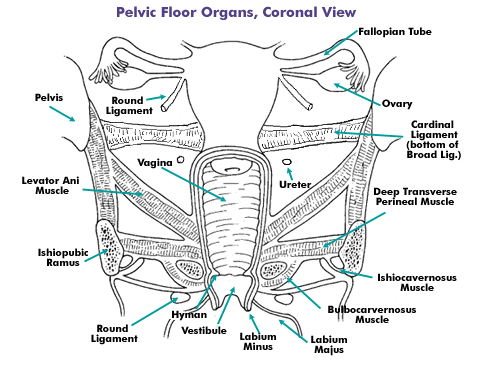 Pelvic Floor Organs, Coronal View
Fallopian Tube
Pelvis
Round
Ligament
Ovary
Cardinal
Ligament
(bottom of
Broad Lig.)
Vagina
Levator Ani
Muscle
Ureter
Deep Transverse
Perineal Muscle
Ishiopubic
Ramus
Ishiocavernosus
Muscle
Hyman
Bulbocarvernosus
Muscle
Round
Ligament
Vestibule
Labium
Minus
Labium
Majus